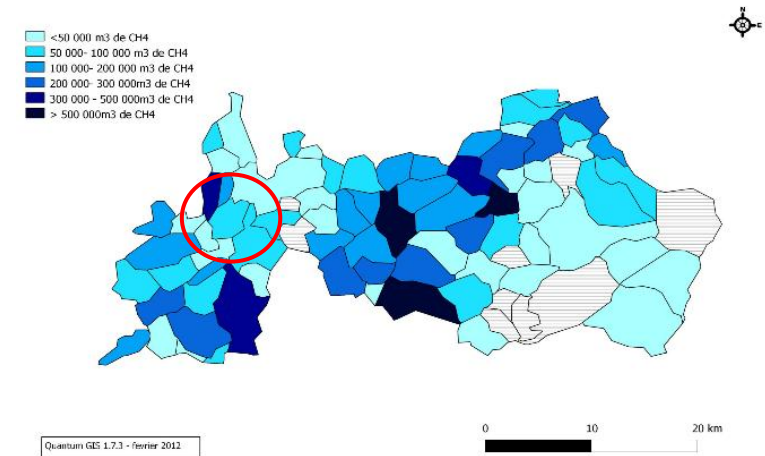 N
E
<50 000 m3 de CH4
50 000- 100 000 m3 de CH4
100 000- 200 000 m3 de CH4
200 000- 300 000m3 de CH4
300 000 - 500 000m3 de CH4
> 500 000m3 de CH4
0 10 20 km
Quantum GIS 1.7.3 - fevrier 2012